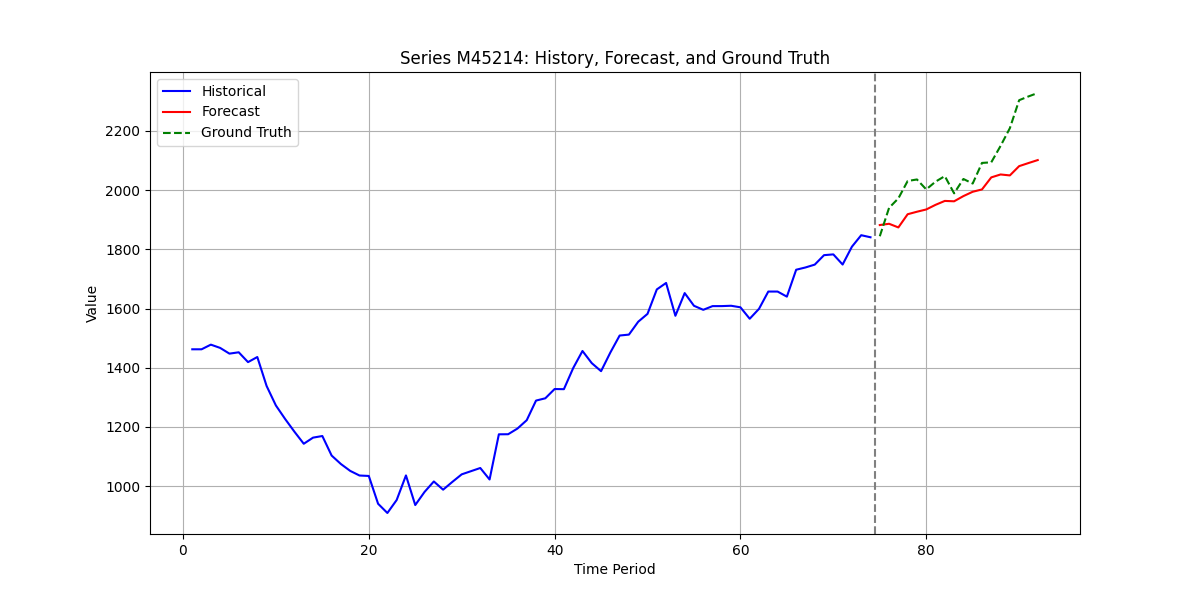 Series M45214: History, Forecast, and Ground Truth
Historical
Forecast
Ground Truth
2200
2000
1800
1600
1400
1200
1000
Value
0
20
40
60
80
Time Period